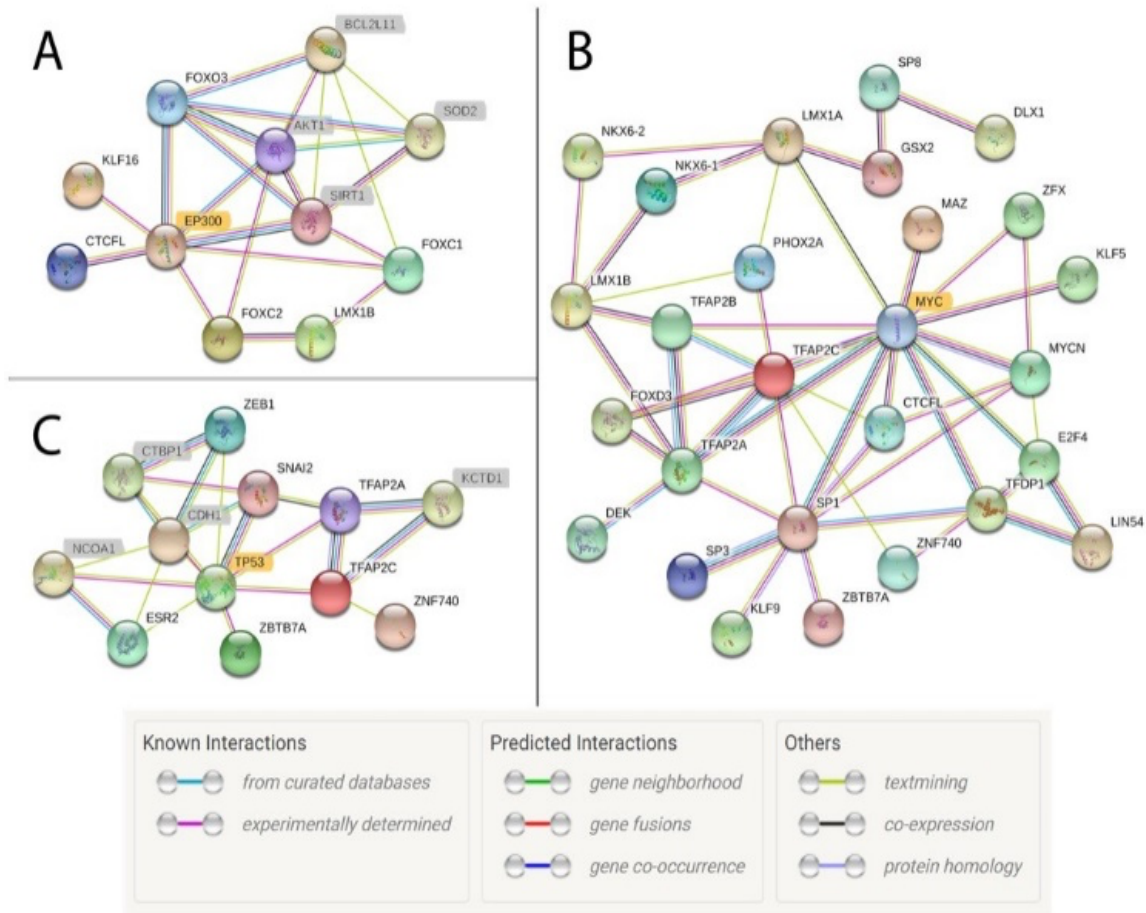 A
BCL2L11
FOXO3
SOD2
AKT1
KLF16
SIRT1
EP300
CTCFL
FOXC1
FOXC2
LMX1B
B
SP8
LMX1A
DLX1
NKX6-2
GSX2
NKX6-1
ZFX
MAZ
PHOX2A
KLF5
LMX1B
TFAP2B
MYC
TFAP2C
MYCN
FOXD3
CTCFL
TFAP2A
E2F4
TFDP1
SP1
DEK
LIN54
SP3
ZNF740
KLF9
ZBTB7A
C
ZEB1
CTBP1
SNAI2
TFAP2A
KCTD1
CDH1
NCOA1
TP53
TFAP2C
ZNF740
ESR2
ZBTB7A
Known Interactions
from curated databases
experimentally determined
Predicted Interactions
gene neighborhood
gene fusions
gene co-occurrence
Others
textmining
co-expression
protein homology